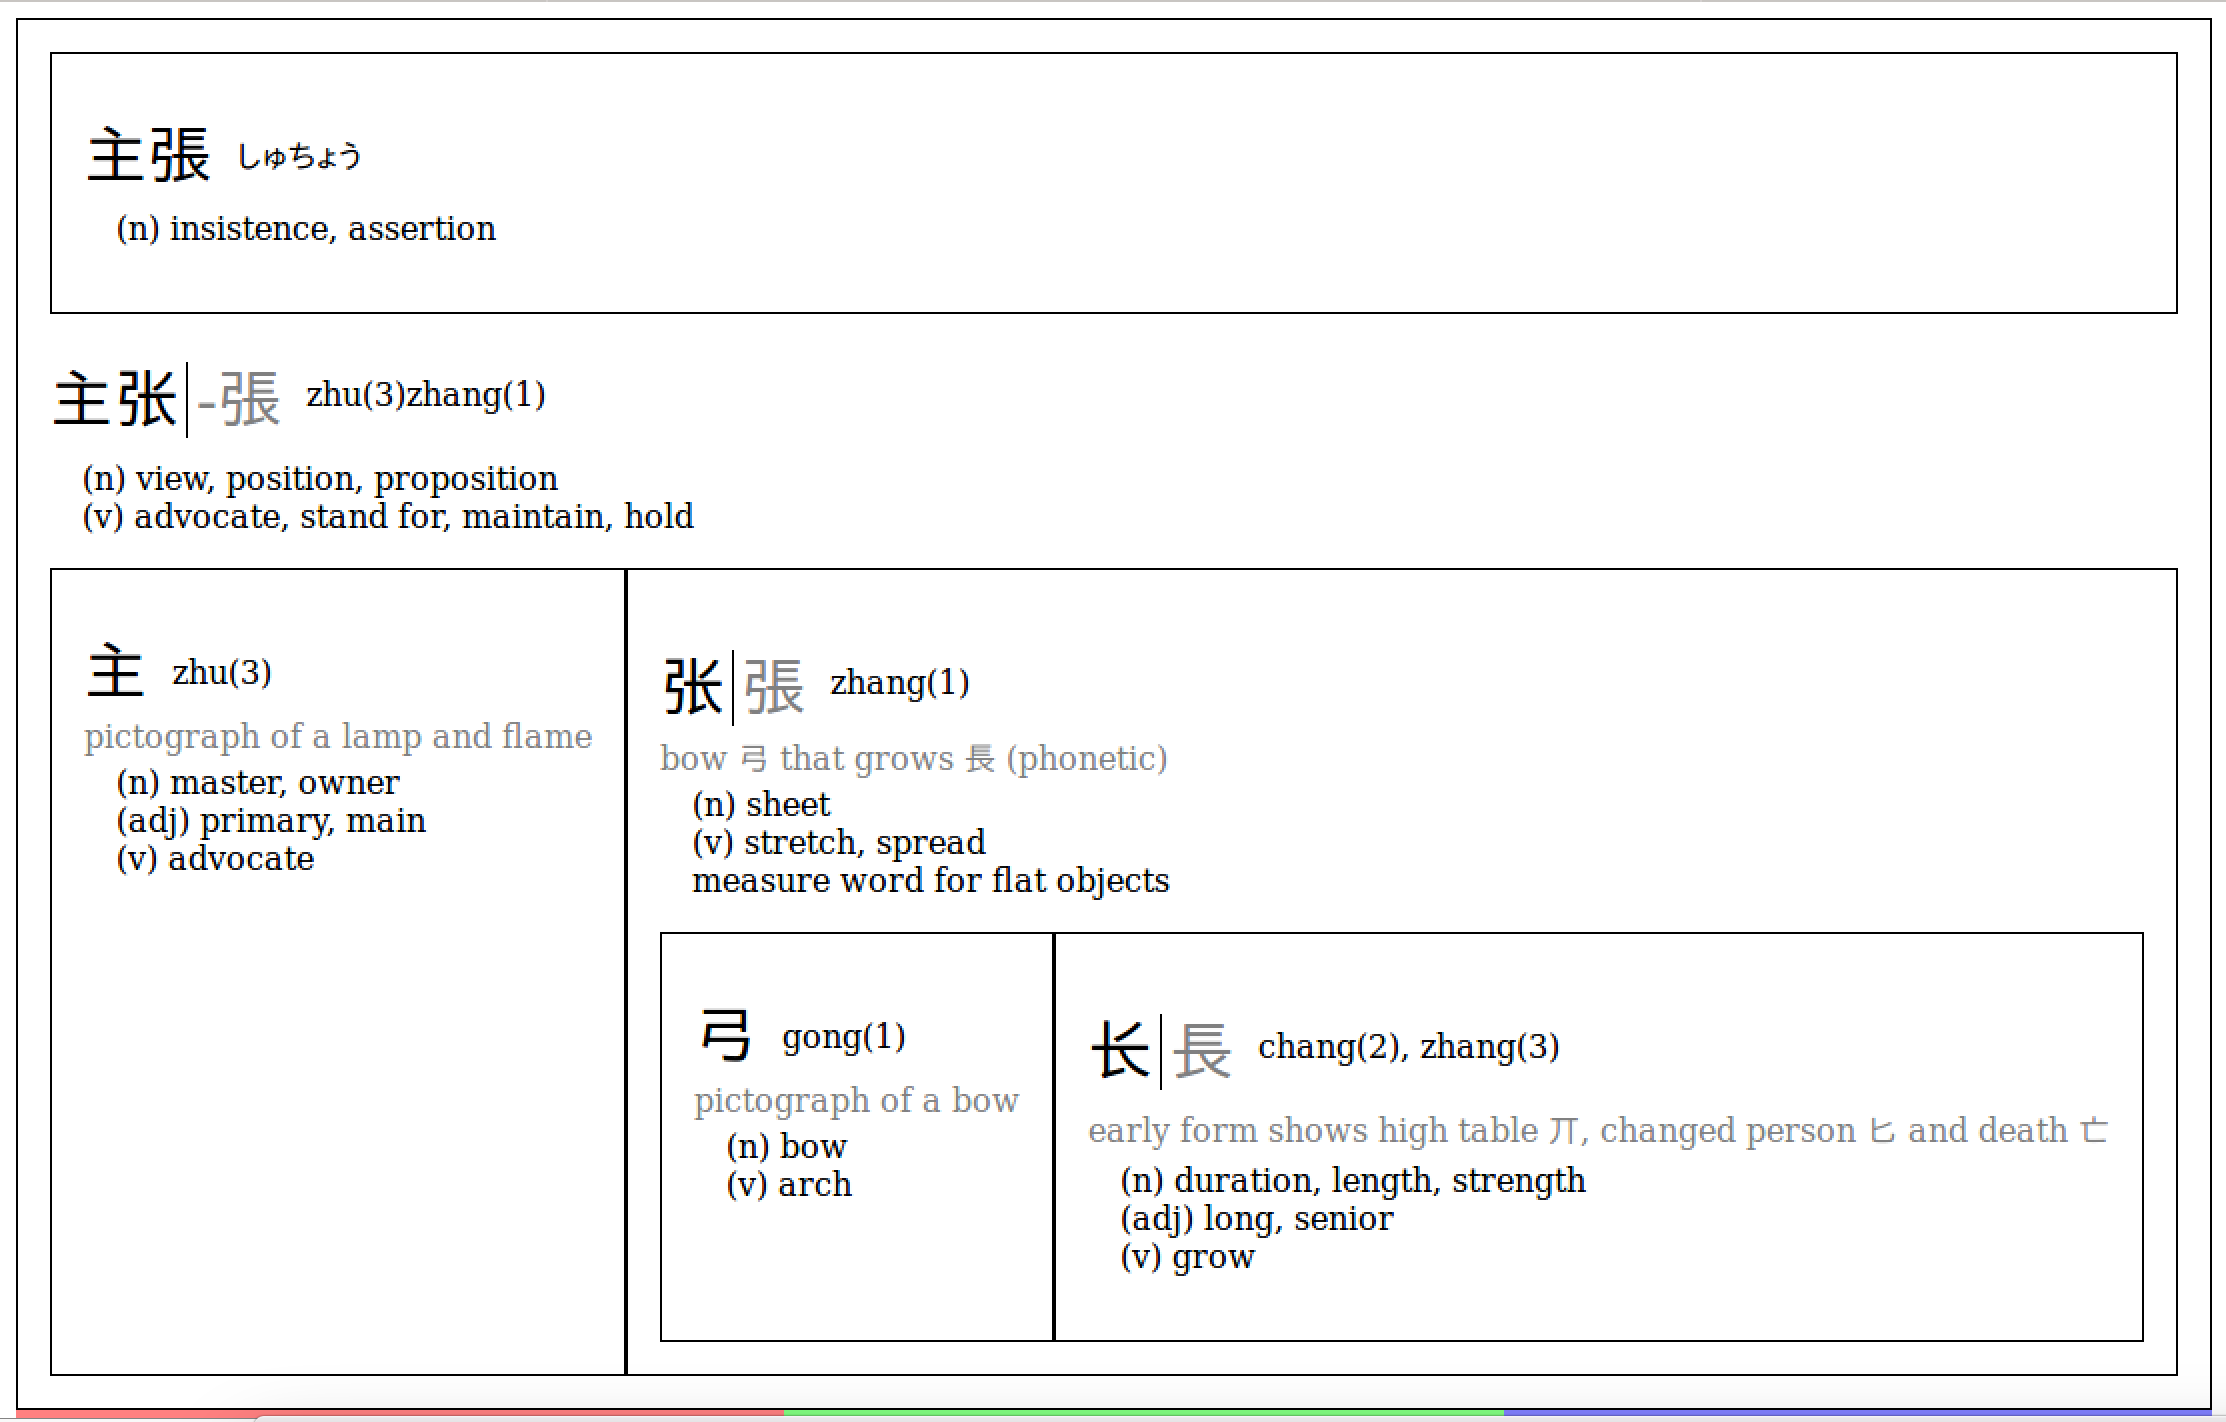 主張 しゅちょう
(n) insistence, assertion
主张 -張 zhu(3)zhang(1)
(n) view, position, proposition
(v) advocate, stand for, maintain, hold
主 zhu(3)
pictograph of a lamp and flame
(n) master, owner
(adj) primary, main
(v) advocate
张 張 zhang(1)
bow 弓 that grows 長 (phonetic)
(n) sheet
(v) stretch, spread
measure word for flat objects
弓 gong(1)
pictograph of a bow
(n) bow
(v) arch
长 長 chang(2), zhang(3)
early form shows high table 丌, changed person 匕 and death 亡
(n) duration, length, strength
(adj) long, senior
(v) grow